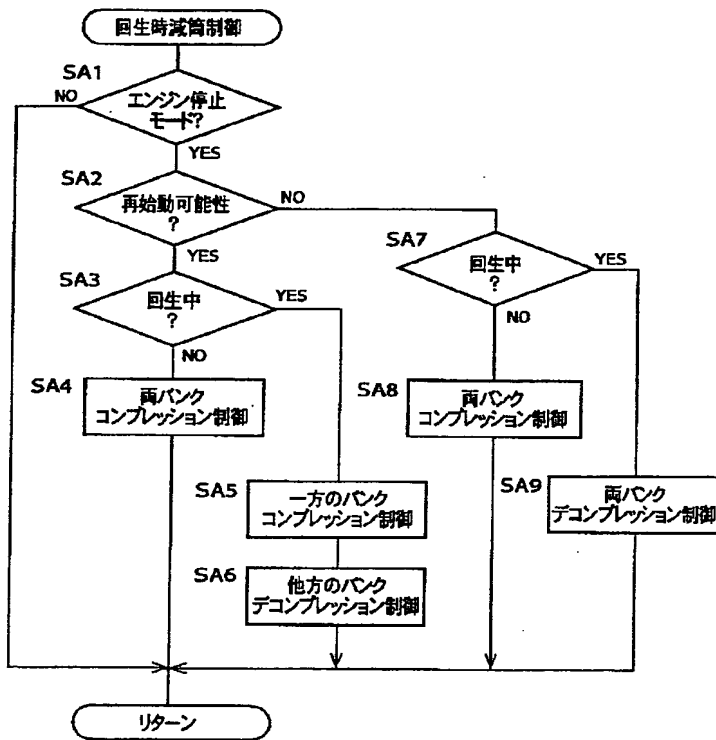 回生時減筒制御
SA1
エンジン停止
モード?
NO
YES
SA2
再始動可能性
?
NO
YES
SA3
回生中
?
YES
NO
SA7
回生中
?
YES
NO
SA4
両バンク
コンプレッション制御
SA8
両バンク
コンプレッション制御
SA5
一方のバンク
コンプレッション制御
SA9
両バンク
デコンプレッション制御
SA6
他方のバンク
デコンプレッション制御
リターン